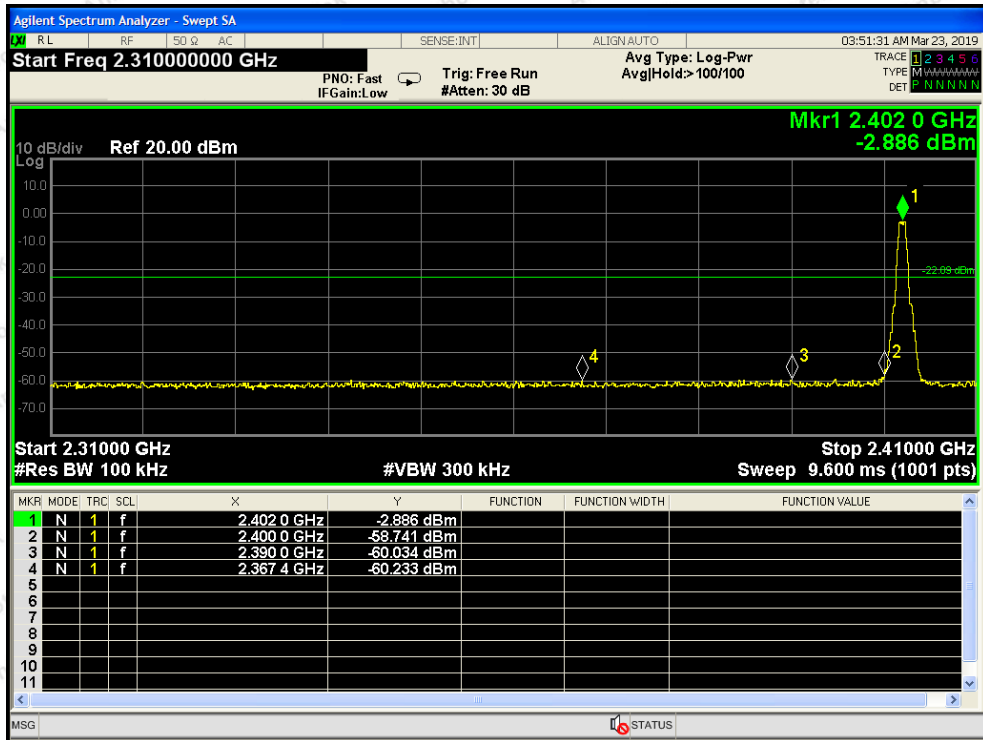 Agilent Spectrum Analyzer - Swept SA
LXI RL RF 50 Ω AC SENSE:INT ALIGN AUTO 03:51:31 AM Mar 23, 2019
Start Freq 2.310000000 GHz
PNO: Fast
IFGain:Low
Trig: Free Run
#Atten: 30 dB
Avg Type: Log-Pwr
Avg|Hold:> 100/100
TRACE 1 2 3 4 5 6
TYPE M WWWWW
DET P N N N N N
Mkr1 2.402 0 GHz
-2.886 dBm
10 dB/div Ref 20.00 dBm
Log
10.0
0.00
-10.0
-20.0
-30.0
-40.0
-50.0
-60.0
-70.0
1
-22.89 dBm
4
3
2
Start 2.31000 GHz Stop 2.41000 GHz
#Res BW 100 kHz #VBW 300 kHz Sweep 9.600 ms (1001 pts)
MKR MODE TRC SCL X Y FUNCTION FUNCTION WIDTH FUNCTION VALUE
1 N 1 f 2.402 0 GHz -2.886 dBm
2 N 1 f 2.400 0 GHz -58.741 dBm
3 N 1 f 2.390 0 GHz -60.034 dBm
4 N 1 f 2.367 4 GHz -60.233 dBm
5
6
7
8
9
10
11
MSG STATUS